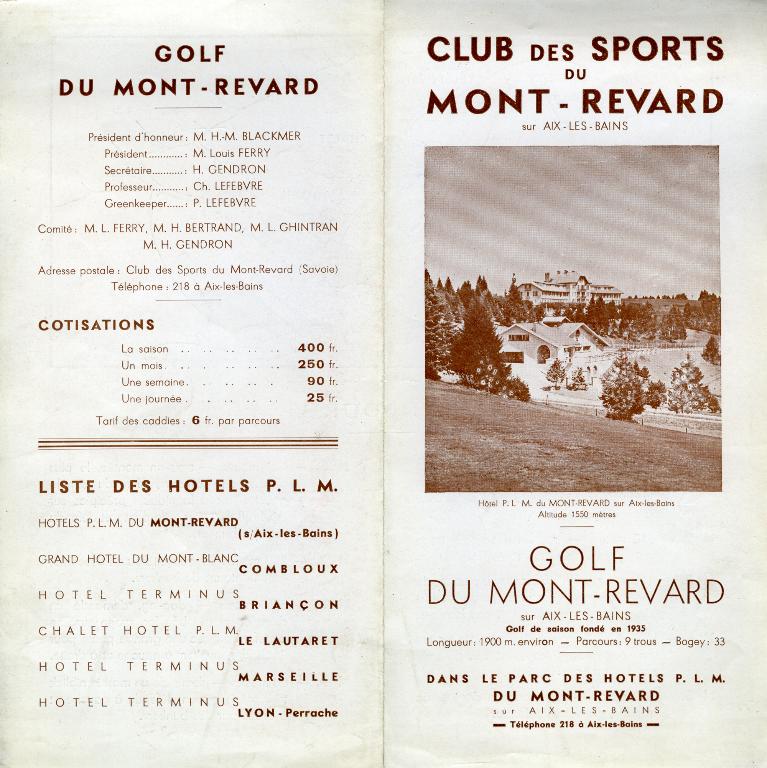 GOLF
DU MONT-REVARD
Président d'honneur: M. H.-M. BLACKMER
Président...........: M. Louis FERRY
Secrétaire..........: H. GENDRON
Professeur..........: Ch. LEFEBVRE
Greenkeeper.....: P. LEFEBVRE
Comité: M. L. FERRY, M. H. BERTRAND, M. L. GHINTRAN
M. H. GENDRON
Adresse postale: Club des Sports du Mont-Revard (Savoie)
Téléphone: 218 à Aix-les-Bains
COTISATIONS
La saison .. .. .. .. .. 400 fr.
Un mois. .. .. .. .. .. 250 fr.
Une semaine. . . . . . 90 fr.
Une journée . . . . . . 25 fr.
Tarif des caddies: 6 fr. par parcours
LISTE DES HOTELS P. L. M.
HOTELS P.L.M. DU MONT-REVARD
(s/Aix-les-Bains)
GRAND HOTEL DU MONT-BLANC
COMBLOUX
HOTEL TERMINUS
BRIANÇON
CHALET HOTEL P.L.M.
LE LAUTARET
HOTEL TERMINUS
MARSEILLE
HOTEL TERMINUS
LYON-Perrache
CLUB DES SPORTS
DU
MONT-REVARD
sur AIX-LES-BAINS
Hôtel P. L. M. du MONT-REVARD sur Aix-les-Bains
Altitude 1550 mètres
GOLF
DU MONT-REVARD
sur AIX-LES-BAINS
Golf de saison fondé en 1935
Longueur: 1900 m. environ — Parcours: 9 trous — Bogey: 33
DANS LE PARC DES HOTELS P. L. M.
DU MONT-REVARD
sur AIX-LES-BAINS
— Téléphone 218 à Aix-les-Bains —